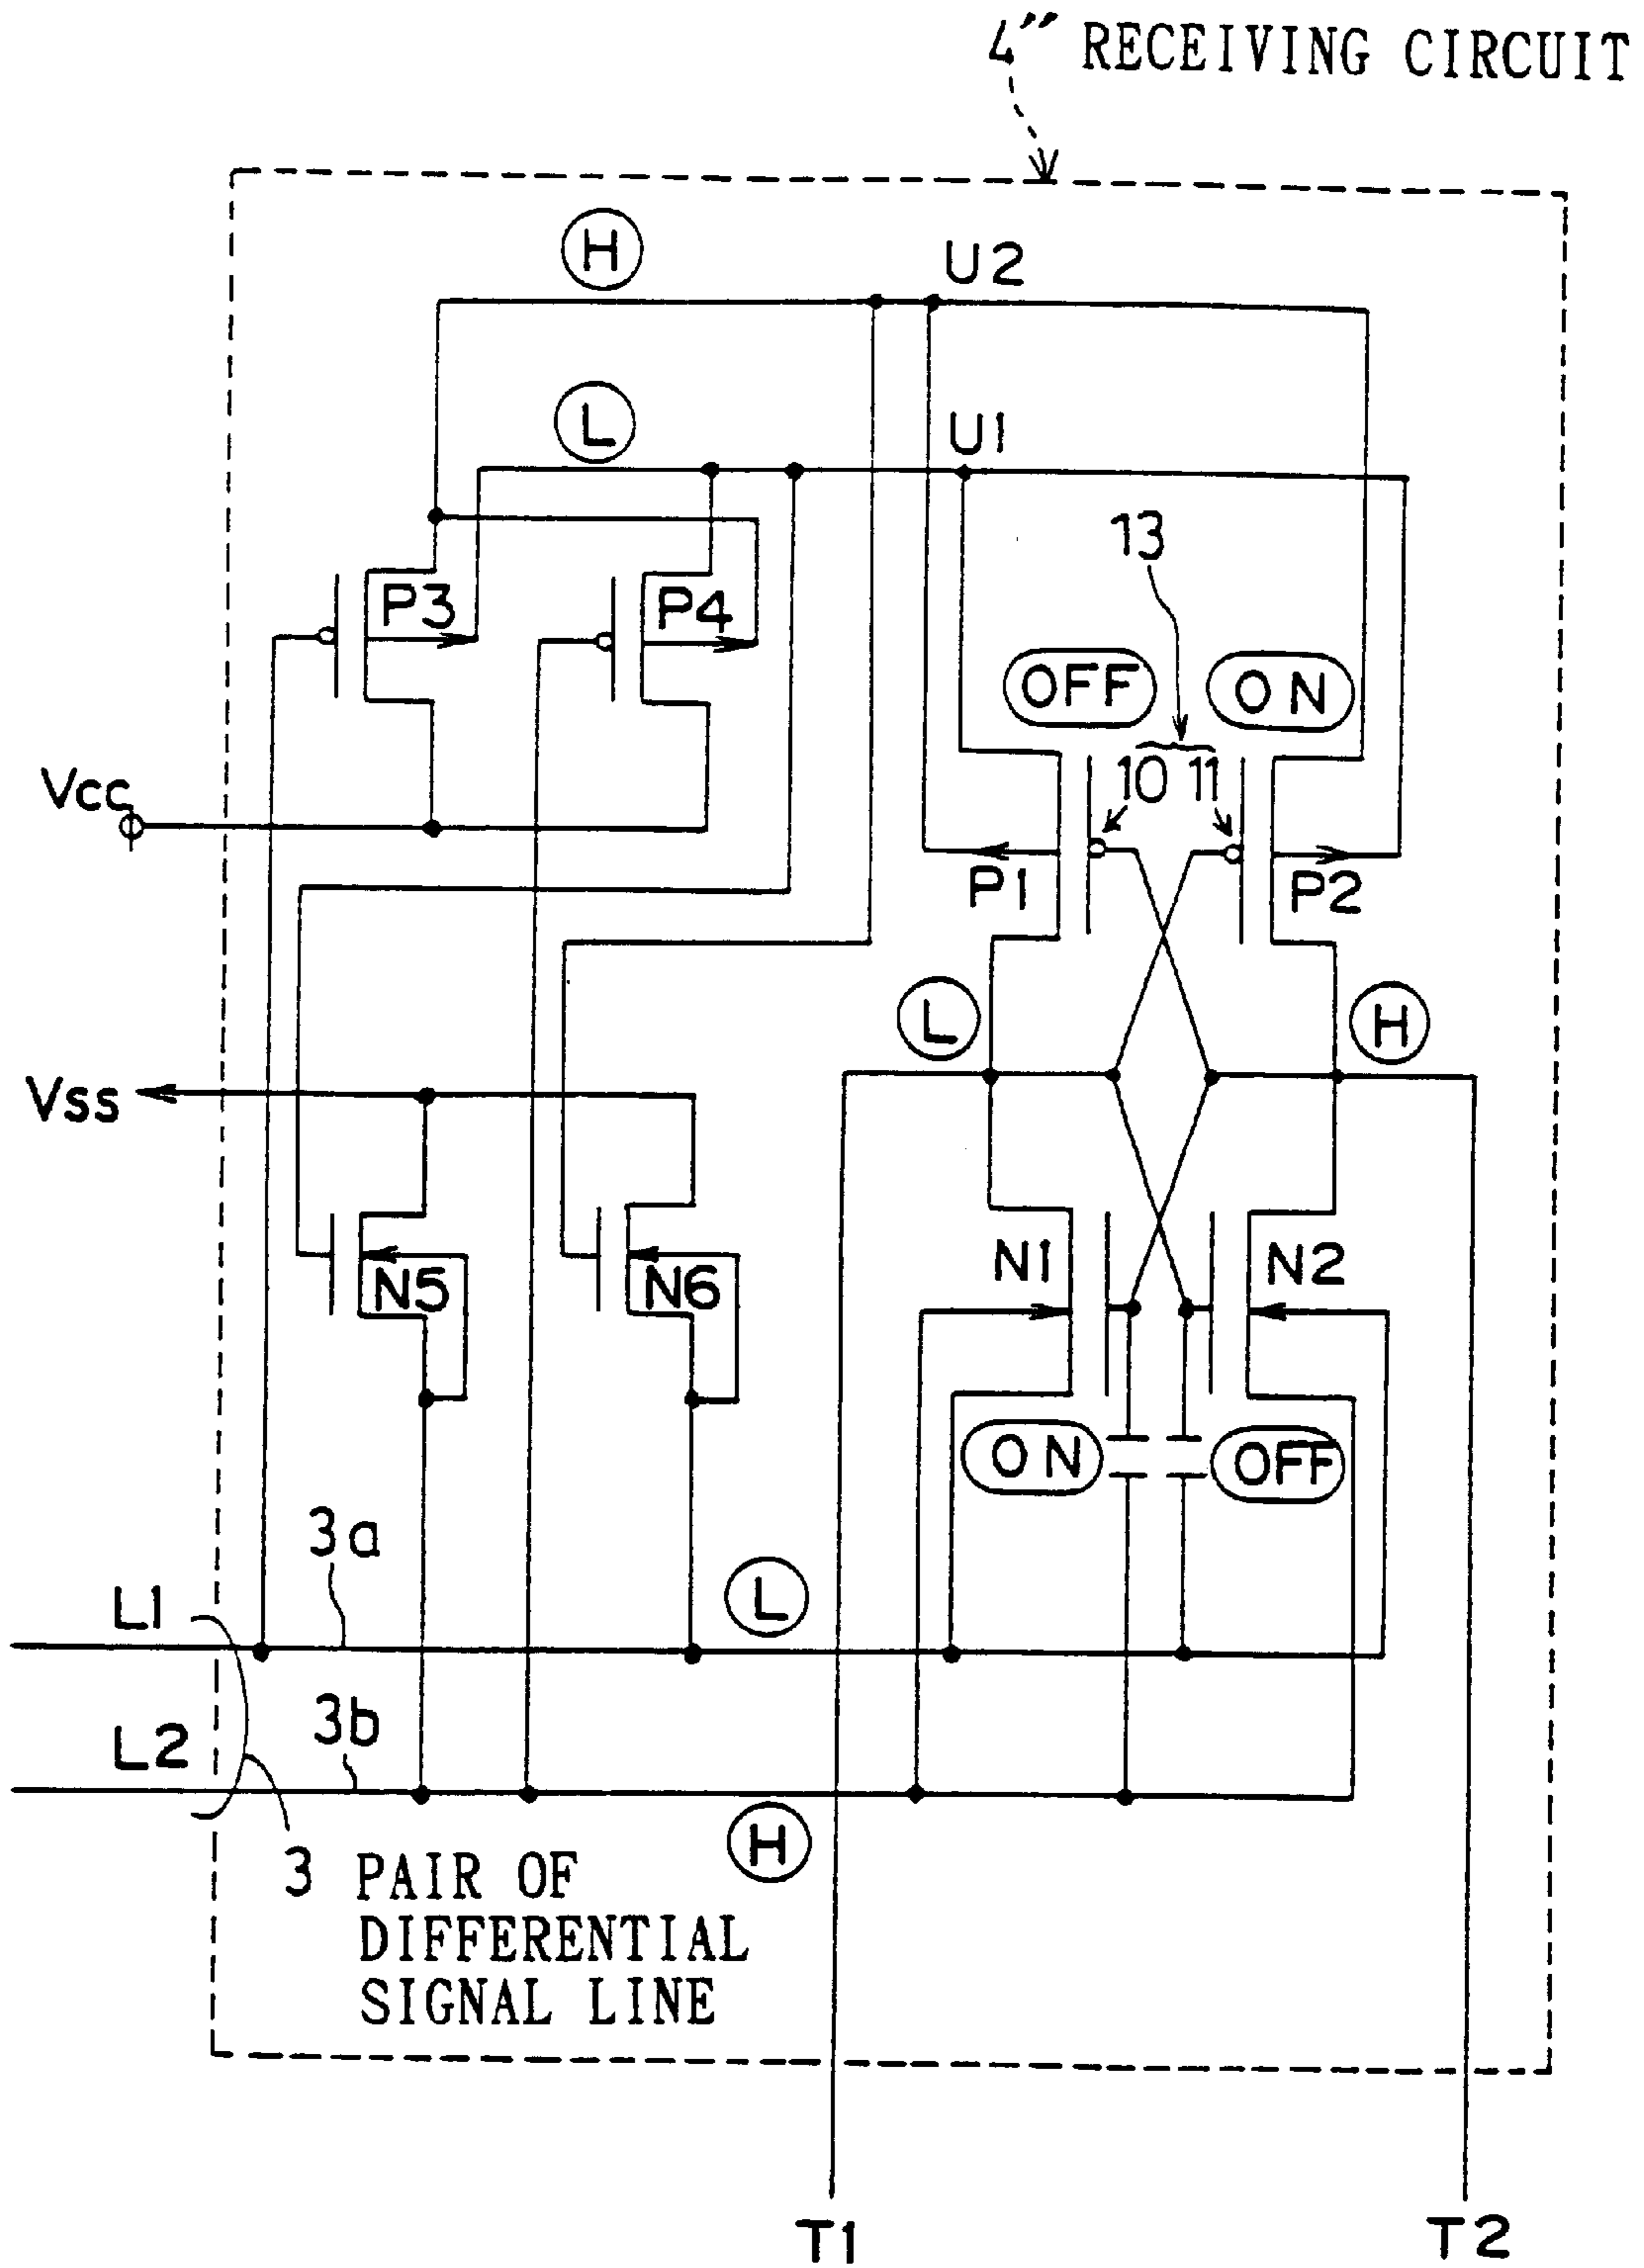 4″ RECEIVING CIRCUIT
H
U2
L
U1
13
P3
P4
OFF
ON
10 11
Vcc
P1
P2
L
H
Vss
N5
N6
N1
N2
ON
OFF
3a
L1
L
3b
L2
H
3 PAIR OF
DIFFERENTIAL
SIGNAL LINE
T1
T2